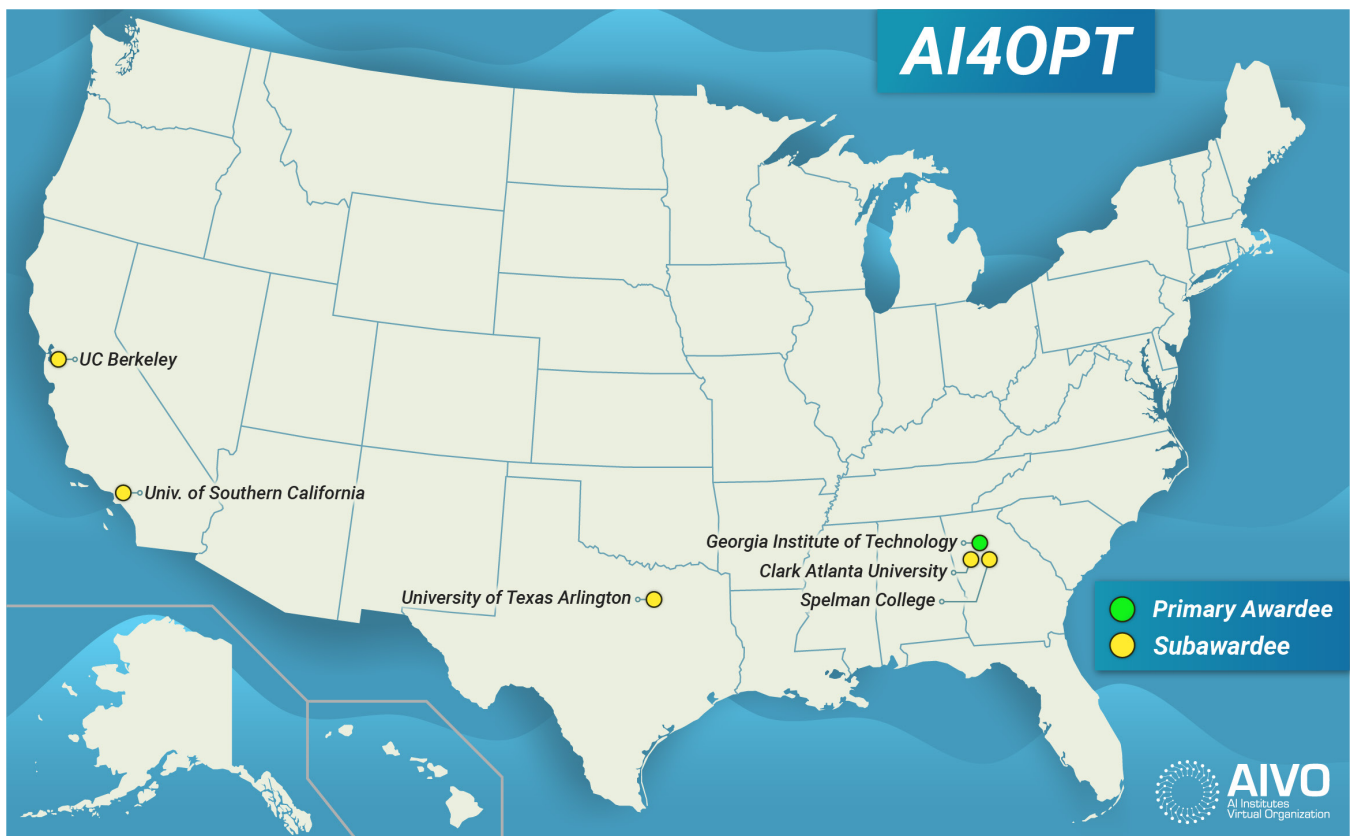 AI4OPT
UC Berkeley
Univ. of Southern California
Georgia Institute of Technology
Clark Atlanta University
University of Texas Arlington
Spelman College
Primary Awardee
Subawardee
AIVO
AI Institutes
Virtual Organization